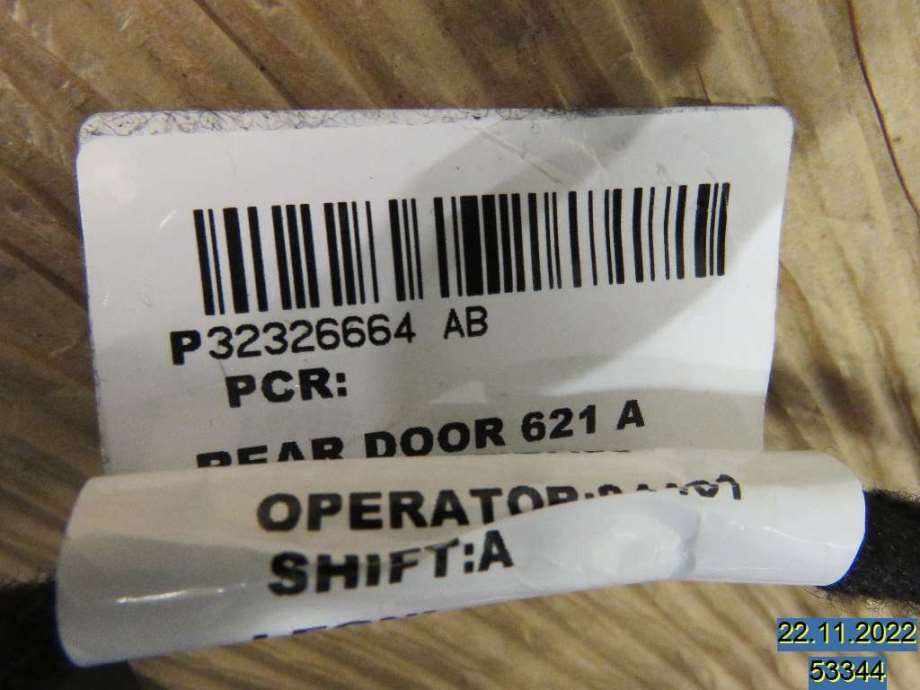 P32326664 AB
PCR:
REAR DOOR 621 A
OPERATOR:
SHIFT:A
22.11.2022
53344